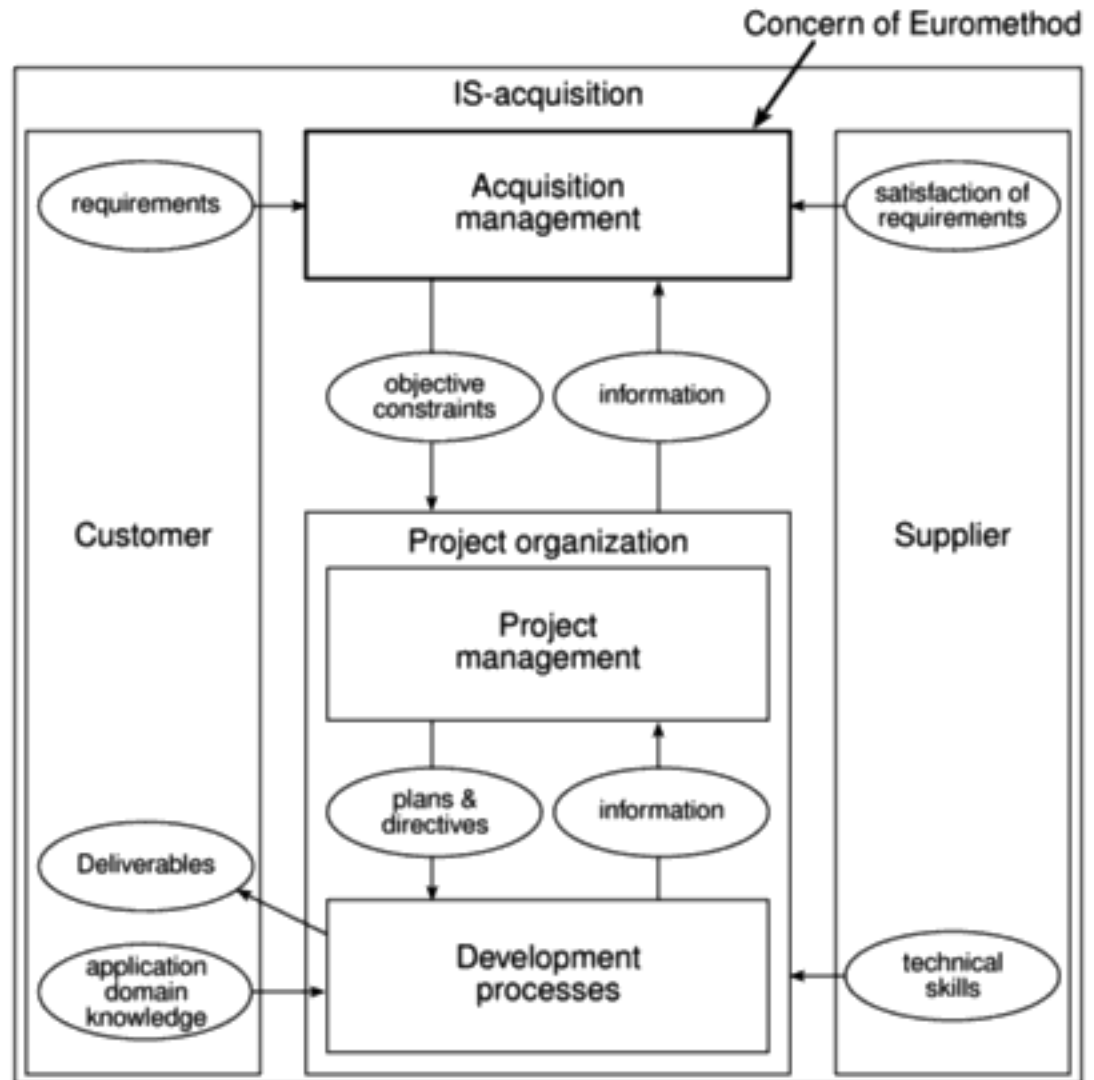 Concern of Euromethod
IS-acquisition
requirements
Acquisition
management
satisfaction of
requirements
objective
constraints
information
Customer
Project organization
Supplier
Project
management
plans &
directives
information
Deliverables
application
domain
knowledge
Development
processes
technical
skills